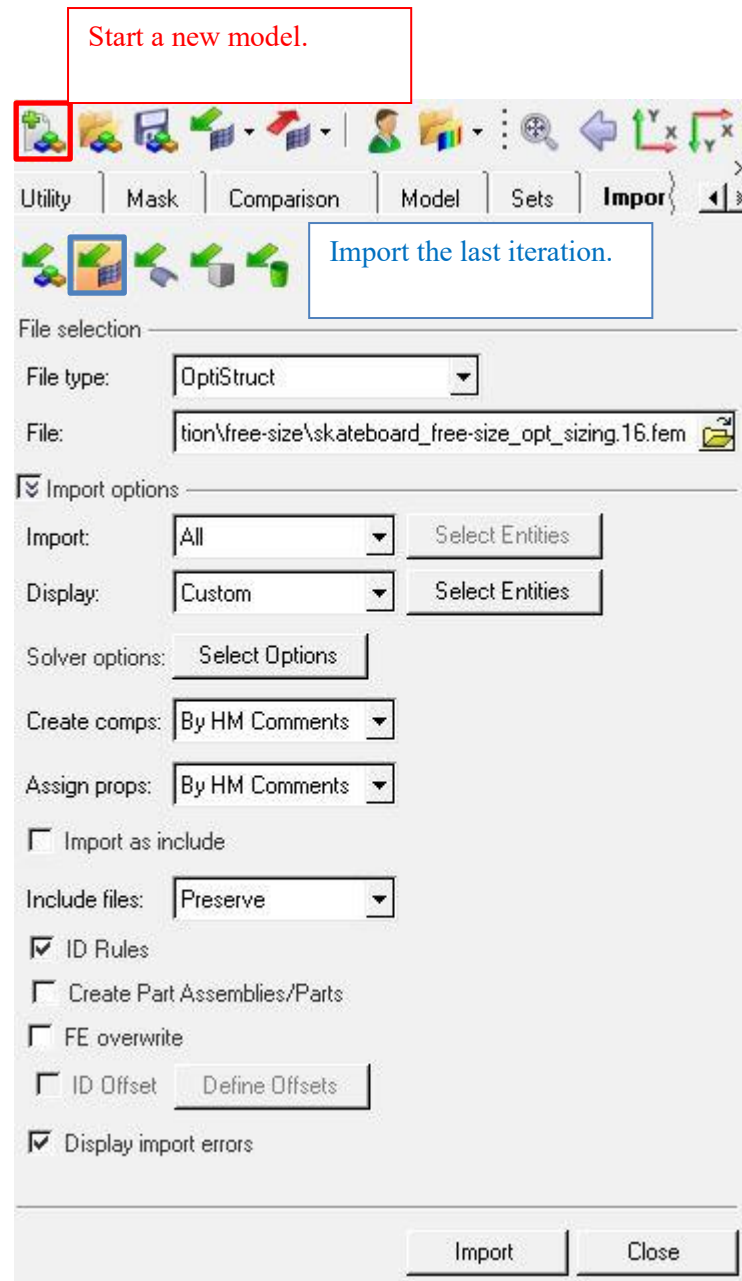 Start a new model.
Utility Mask Comparison Model Sets Impor
Import the last iteration.
File selection
File type: OptiStruct
File: tion\free-size\skateboard_free-size_opt_sizing.16.fem
Import options
Import: All Select Entities
Display: Custom Select Entities
Solver options: Select Options
Create comps: By HM Comments
Assign props: By HM Comments
Import as include
Include files: Preserve
ID Rules
Create Part Assemblies/Parts
FE overwrite
ID Offset Define Offsets
Display import errors
Import Close